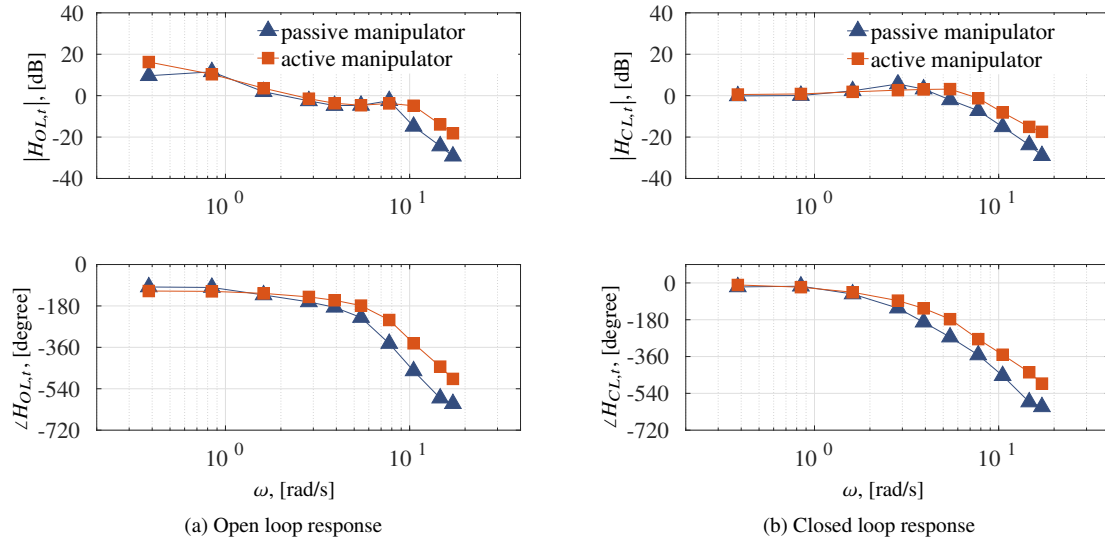 40
20
0
-20
-40
|H_{OL,t}|, [dB]
passive manipulator
active manipulator
10^0
10^1
0
-180
-360
-540
-720
∠H_{OL,t}, [degree]
10^0
10^1
ω, [rad/s]
(a) Open loop response
40
20
0
-20
-40
|H_{CL,t}|, [dB]
passive manipulator
active manipulator
10^0
10^1
0
-180
-360
-540
-720
∠H_{CL,t}, [degree]
10^0
10^1
ω, [rad/s]
(b) Closed loop response